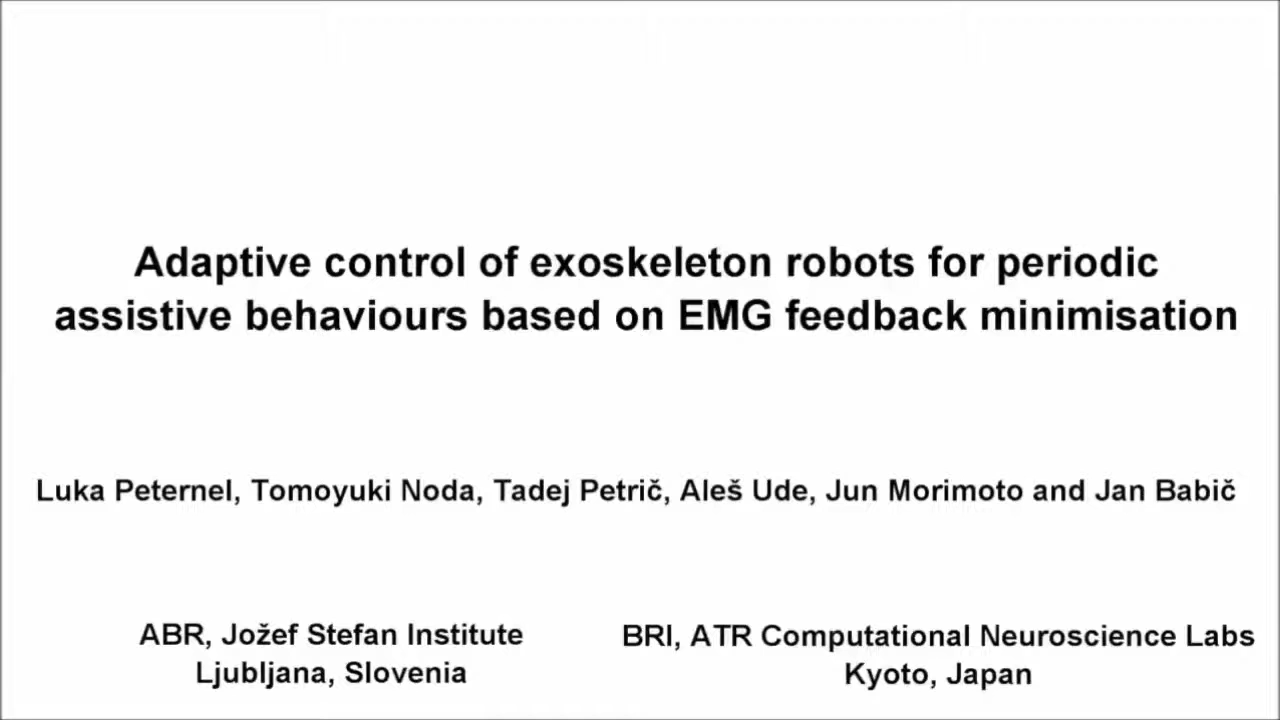 Adaptive control of exoskeleton robots for periodic
assistive behaviours based on EMG feedback minimisation
Luka Peternel, Tomoyuki Noda, Tadej Petrič, Aleš Ude, Jun Morimoto and Jan Babič
ABR, Jožef Stefan Institute
Ljubljana, Slovenia
BRI, ATR Computational Neuroscience Labs
Kyoto, Japan